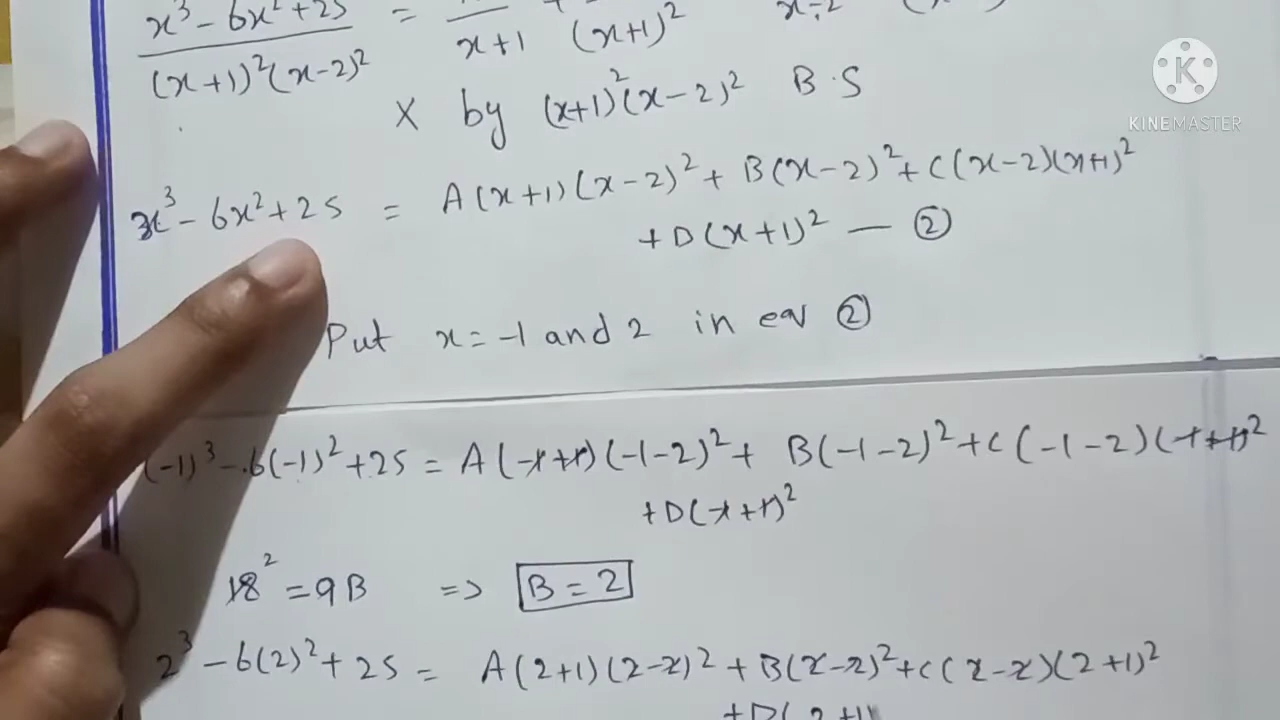 x³ - 6x² + 25 =
(x+1)²(x-2)² x+1 (x+1)² x-2
× by (x+1)²(x-2)² B.S
KINEMASTER
x³ - 6x² + 25 = A(x+1)(x-2)² + B(x-2)² + C(x-2)(x+1)²
+ D(x+1)² — ②
Put x = -1 and 2 in eq ②
(-1)³ - 6(-1)² + 25 = A(-1+1)(-1-2)² + B(-1-2)² + C(-1-2)(-1+1)²
+ D(-1+1)²
18² = 9B => B = 2
2³ - 6(2)² + 25 = A(2+1)(2-2)² + B(2-2)² + C(2-2)(2+1)²
+ D(2+1)